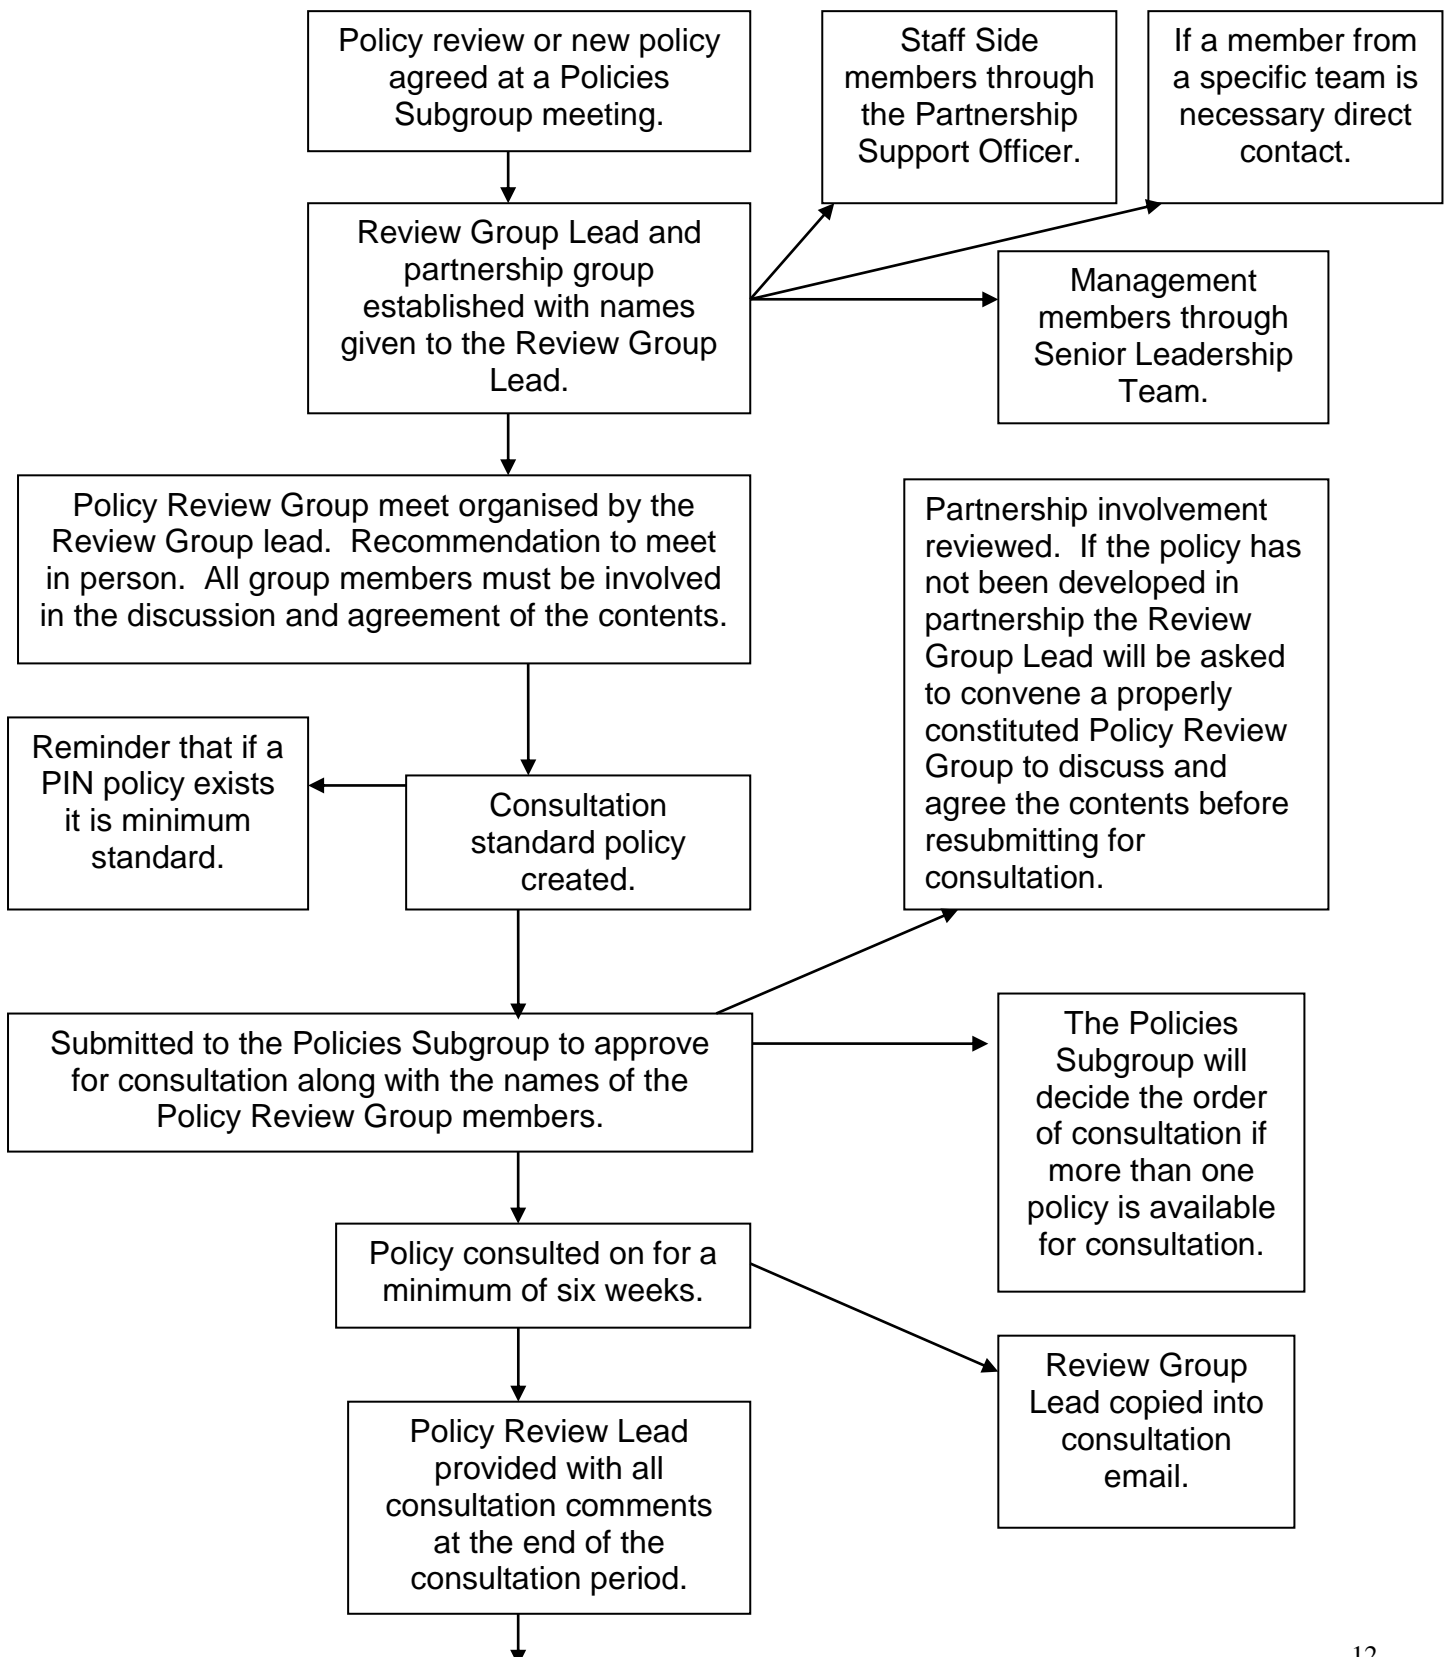 Policy review or new policy
agreed at a Policies
Subgroup meeting.
Staff Side
members through
the Partnership
Support Officer.
If a member from
a specific team is
necessary direct
contact.
Review Group Lead and
partnership group
established with names
given to the Review Group
Lead.
Management
members through
Senior Leadership
Team.
Policy Review Group meet organised by the
Review Group lead.  Recommendation to meet
in person.  All group members must be involved
in the discussion and agreement of the contents.
Partnership involvement
reviewed.  If the policy has
not been developed in
partnership the Review
Group Lead will be asked
to convene a properly
constituted Policy Review
Group to discuss and
agree the contents before
resubmitting for
consultation.
Reminder that if a
PIN policy exists
it is minimum
standard.
Consultation
standard policy
created.
Submitted to the Policies Subgroup to approve
for consultation along with the names of the
Policy Review Group members.
The Policies
Subgroup will
decide the order
of consultation if
more than one
policy is available
for consultation.
Policy consulted on for a
minimum of six weeks.
Review Group
Lead copied into
consultation
email.
Policy Review Lead
provided with all
consultation comments
at the end of the
consultation period.
12